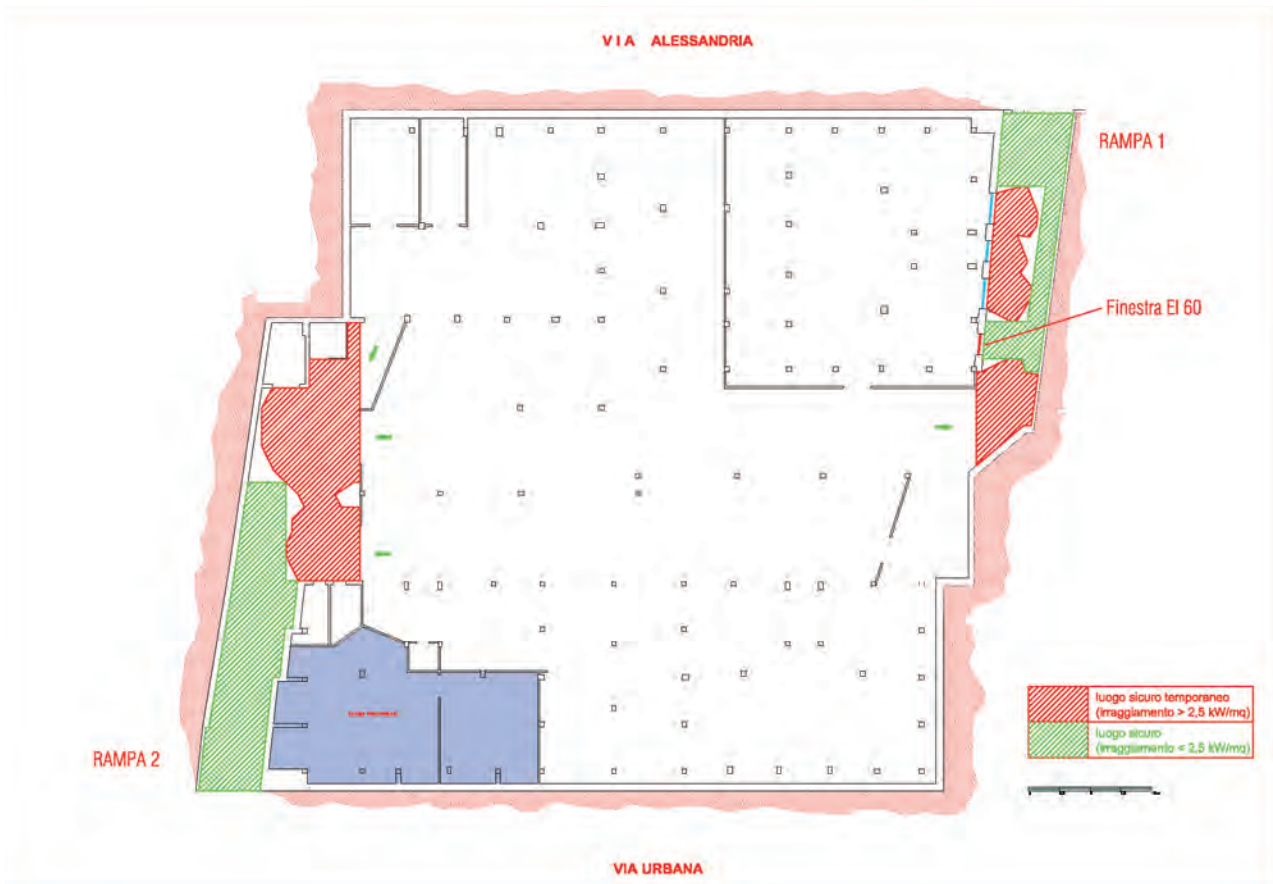 VIA ALESSANDRIA
RAMPA 1
Finestra EI 60
RAMPA 2
luogo sicuro temporaneo
(irraggiamento > 2,5 kW/mq)
luogo sicuro
(irraggiamento < 2,5 kW/mq)
VIA URBANA